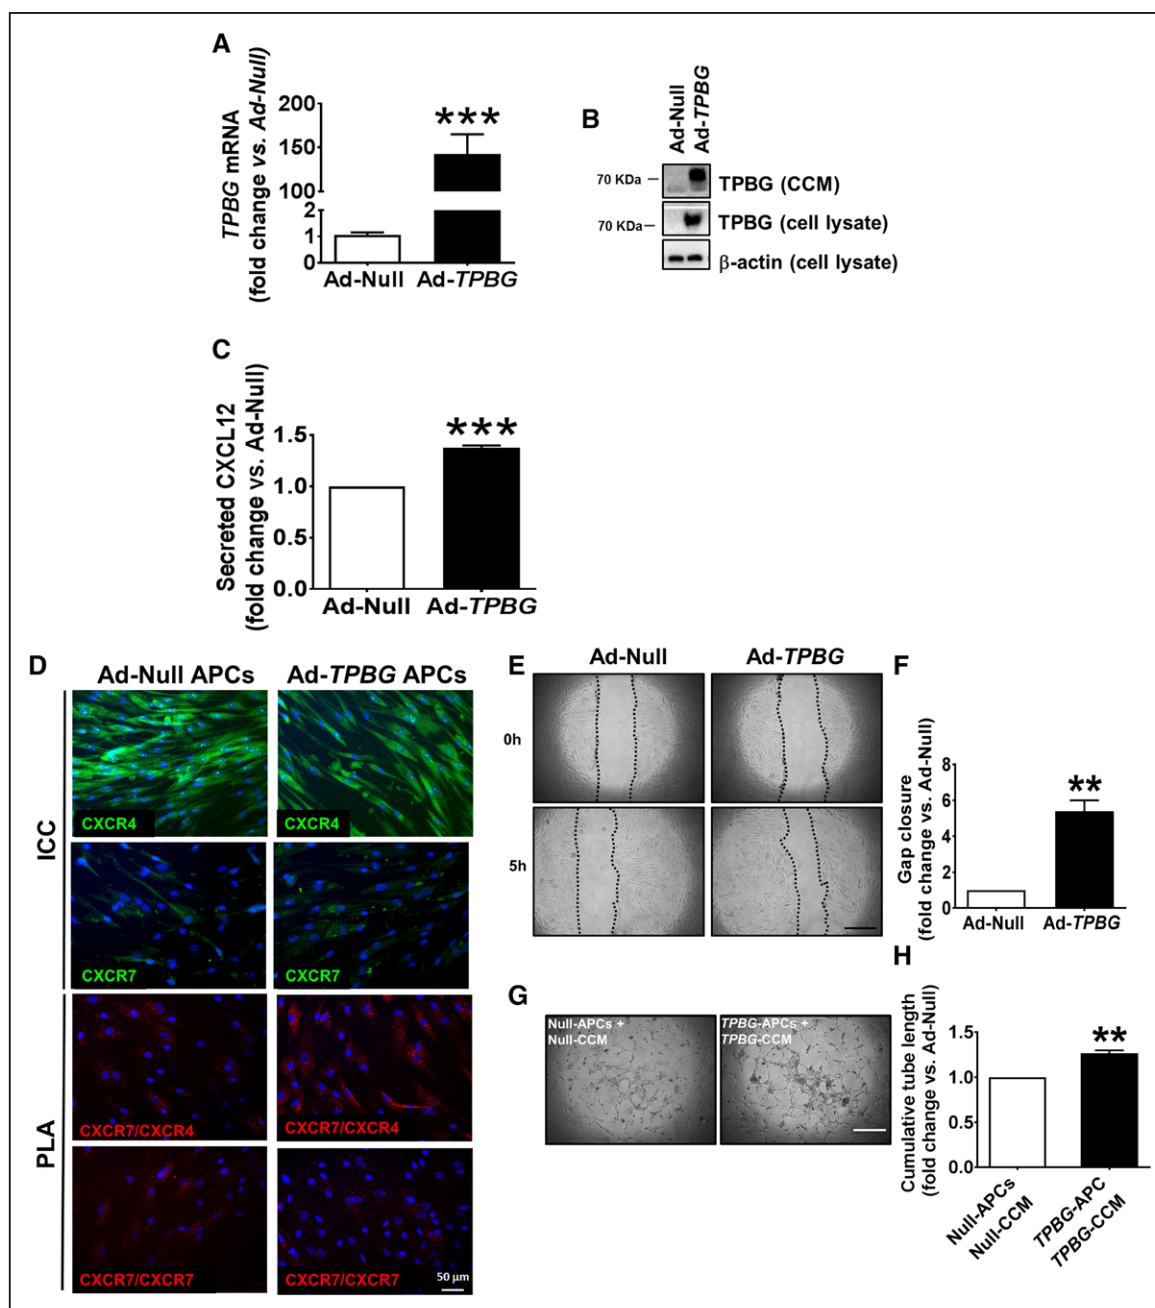 A
TPBG mRNA
(fold change vs. Ad-Null)
200
150
100
2
1
0
***
Ad-Null
Ad-TPBG
B
Ad-Null
Ad-TPBG
70 KDa
TPBG (CCM)
70 KDa
TPBG (cell lysate)
β-actin (cell lysate)
C
Secreted CXCL12
(fold change vs. Ad-Null)
1.5
1.0
0.5
0.0
***
Ad-Null
Ad-TPBG
D
Ad-Null APCs
Ad-TPBG APCs
ICC
CXCR4
CXCR4
CXCR7
CXCR7
PLA
CXCR7/CXCR4
CXCR7/CXCR4
CXCR7/CXCR7
CXCR7/CXCR7
50 µm
E
Ad-Null
Ad-TPBG
0h
5h
F
Gap closure
(fold change vs. Ad-Null)
8
6
4
2
0
**
Ad-Null
Ad-TPBG
G
Null-APCs +
Null-CCM
TPBG-APCs +
TPBG-CCM
H
Cumulative tube length
(fold change vs. Ad-Null)
1.5
1.0
0.5
0.0
**
Null-APCs
Null-CCM
TPBG-APC
TPBG-CCM